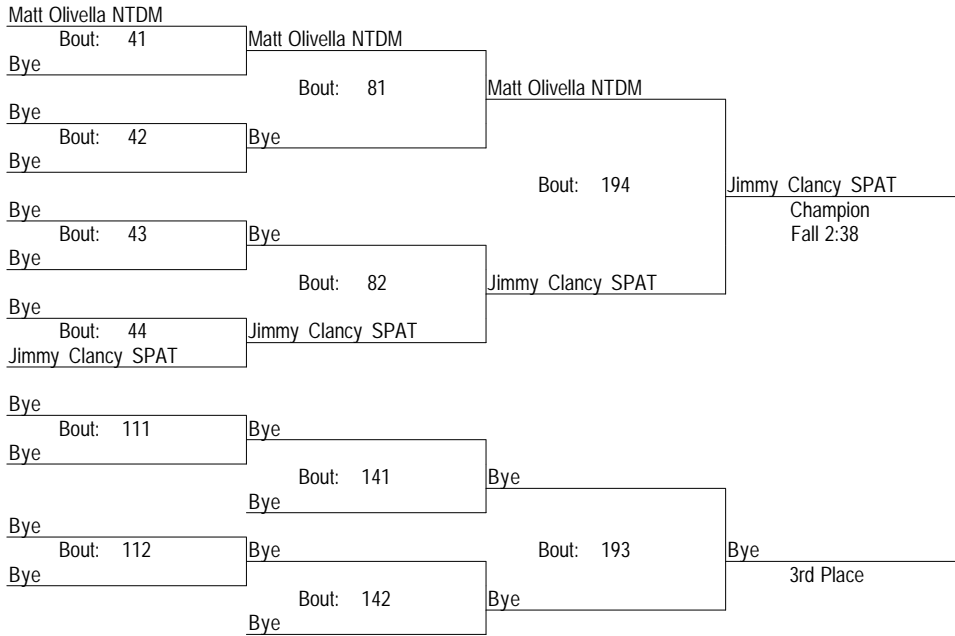 Matt Olivella NTDM
Bout: 41
Matt Olivella NTDM
Bye
Bout: 81
Matt Olivella NTDM
Bye
Bout: 42
Bye
Bye
Bout: 194
Jimmy Clancy SPAT
Champion
Fall 2:38
Bye
Bout: 43
Bye
Bye
Bout: 82
Jimmy Clancy SPAT
Bye
Bout: 44
Jimmy Clancy SPAT
Jimmy Clancy SPAT
Bye
Bout: 111
Bye
Bye
Bout: 141
Bye
Bye
Bye
Bout: 112
Bye
Bout: 193
Bye
3rd Place
Bye
Bout: 142
Bye
Bye